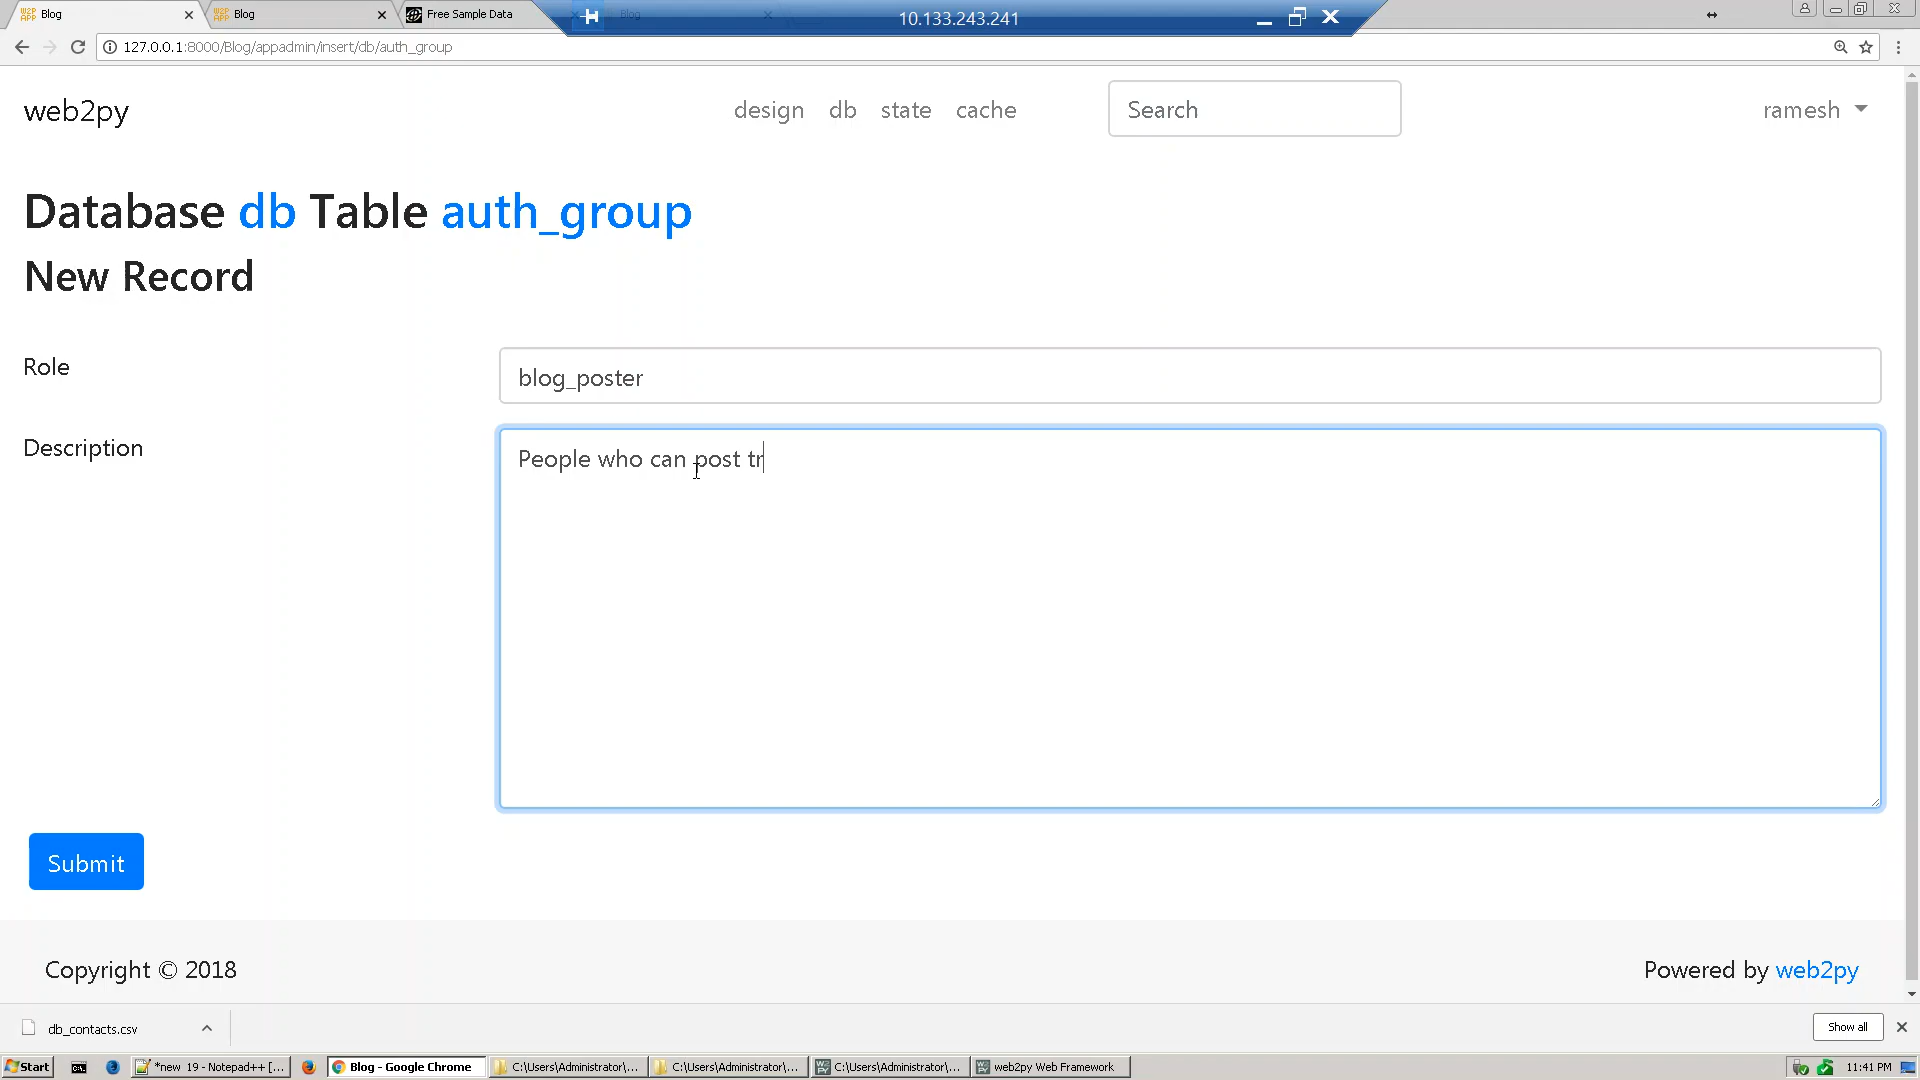 Blog
Blog
Free Sample Data
Blog
10.133.243.241
127.0.0.1:8000/Blog/appadmin/insert/db/auth_group
web2py
design
db
state
cache
Search
ramesh
Database db Table auth_group
New Record
Role
blog_poster
Description
People who can post tr
Submit
Copyright © 2018
Powered by web2py
db_contacts.csv
Show all
Start
*new 19 - Notepad++ [...
Blog - Google Chrome
C:\Users\Administrator\...
C:\Users\Administrator\...
C:\Users\Administrator\...
web2py Web Framework
11:41 PM